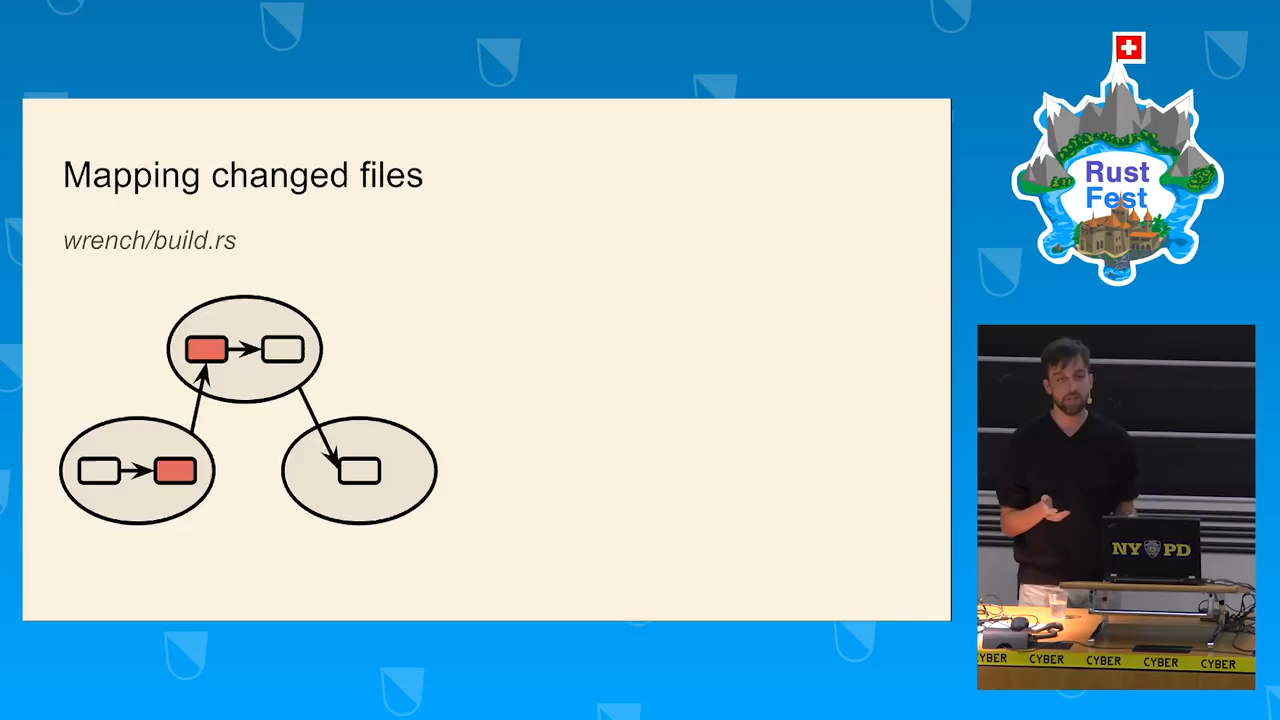 Mapping changed files
wrench/build.rs
Rust
Fest
NY PD
CYBER CYBER CYBER CYBER CYBER